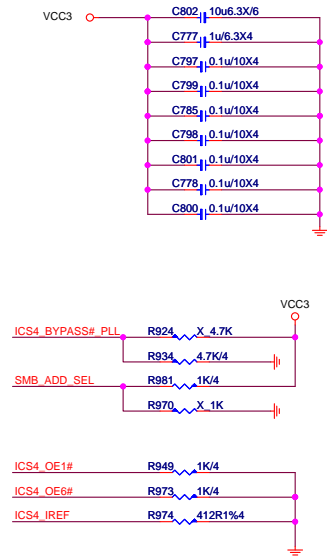 VCC3
C802 10u6.3X/6
C777 1u/6.3X4
C797 0.1u/10X4
C799 0.1u/10X4
C785 0.1u/10X4
C798 0.1u/10X4
C801 0.1u/10X4
C778 0.1u/10X4
C800 0.1u/10X4
VCC3
ICS4_BYPASS#_PLL R924 X_4.7K
R934 4.7K/4
SMB_ADD_SEL R981 1K/4
R970 X_1K
ICS4_OE1# R949 1K/4
ICS4_OE6# R973 1K/4
ICS4_IREF R974 412R1%4